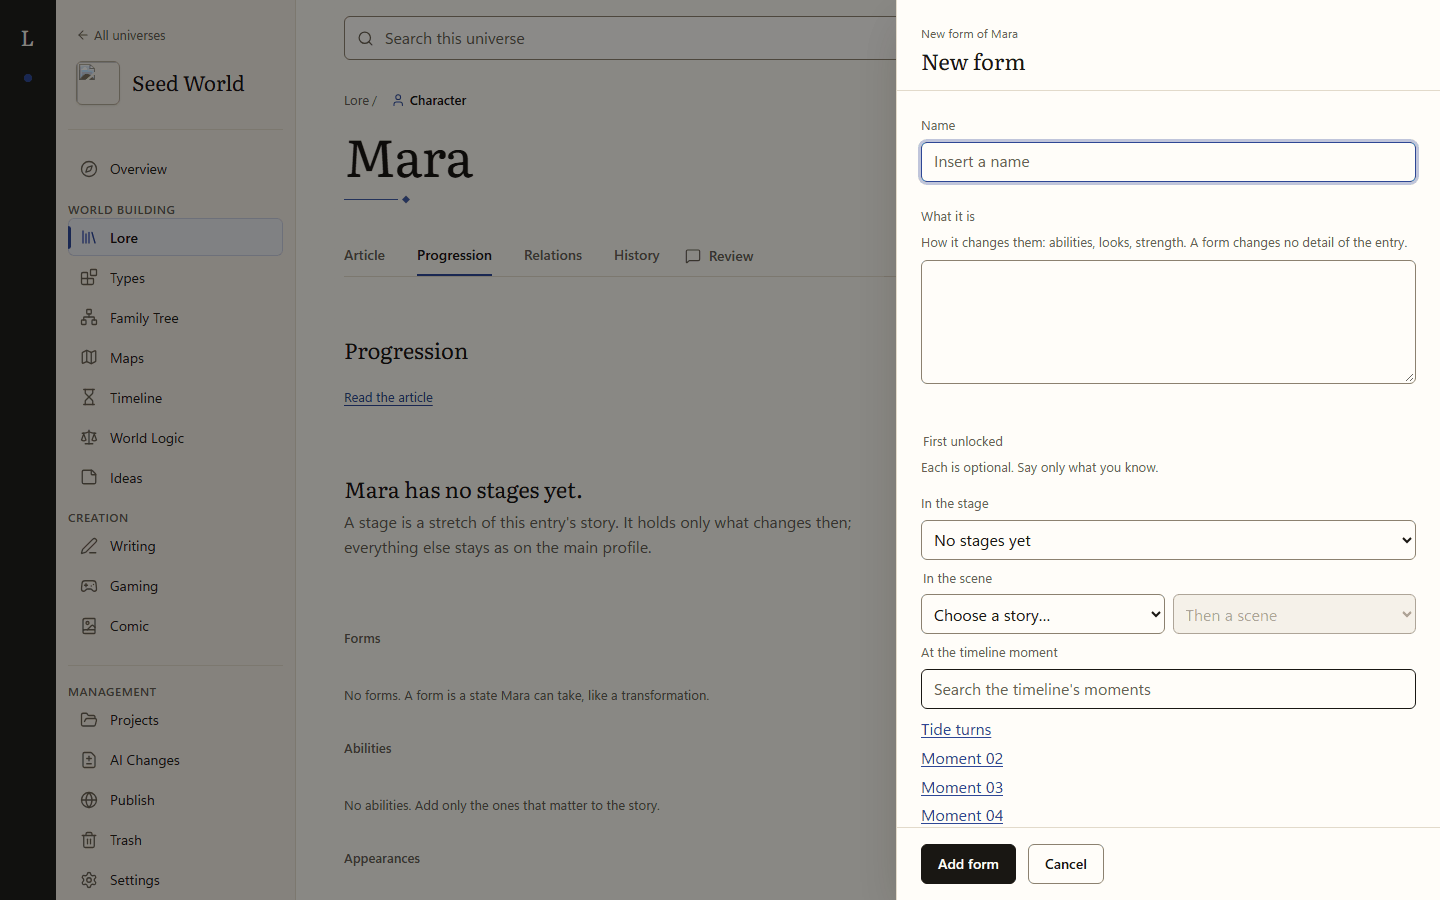 L
All universes
Seed World
Overview
WORLD BUILDING
Lore
Types
Family Tree
Maps
Timeline
World Logic
Ideas
CREATION
Writing
Gaming
Comic
MANAGEMENT
Projects
AI Changes
Publish
Trash
Settings
Search this universe
Lore / Character
Mara
Article Progression Relations History Review
Progression
Read the article
Mara has no stages yet.
A stage is a stretch of this entry's story. It holds only what changes then;
everything else stays as on the main profile.
Forms
No forms. A form is a state Mara can take, like a transformation.
Abilities
No abilities. Add only the ones that matter to the story.
Appearances
New form of Mara
New form
Name
Insert a name
What it is
How it changes them: abilities, looks, strength. A form changes no detail of the entry.
First unlocked
Each is optional. Say only what you know.
In the stage
No stages yet
In the scene
Choose a story... Then a scene
At the timeline moment
Search the timeline's moments
Tide turns
Moment 02
Moment 03
Moment 04
Add form Cancel